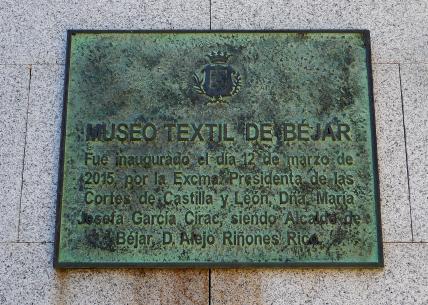 MUSEO TEXTIL DE BÉJAR
Fue inaugurado el día 12 de marzo de
2015, por la Excma. Presidenta de las
Cortes de Castilla y León, Dña. María
Josefa García Cirac, siendo Alcalde de
Béjar, D. Alejo Riñones Rico.